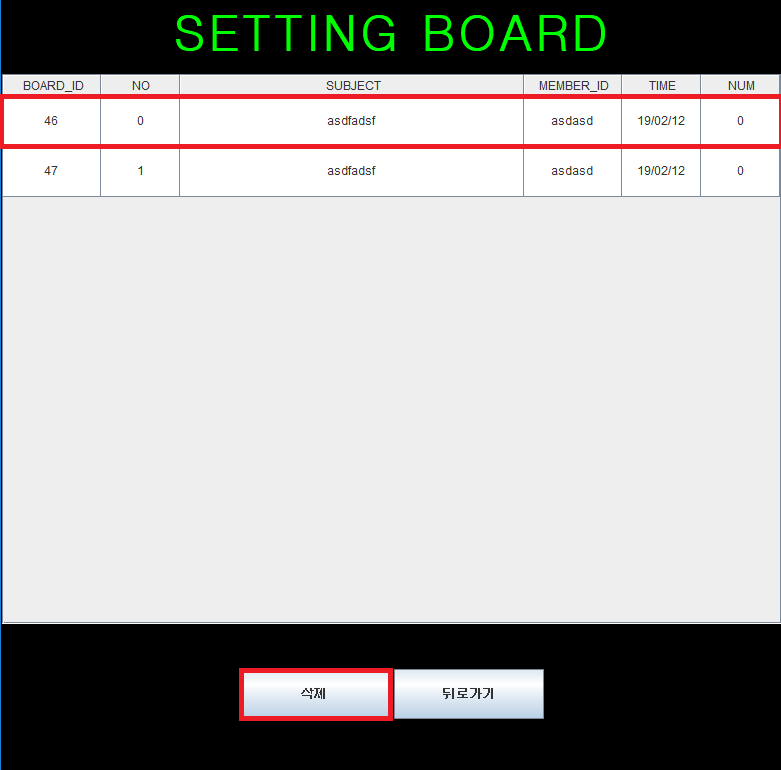 SETTING BOARD
BOARD_ID NO SUBJECT MEMBER_ID TIME NUM
46 0 asdfadsf asdasd 19/02/12 0
47 1 asdfadsf asdasd 19/02/12 0
삭제 뒤로가기